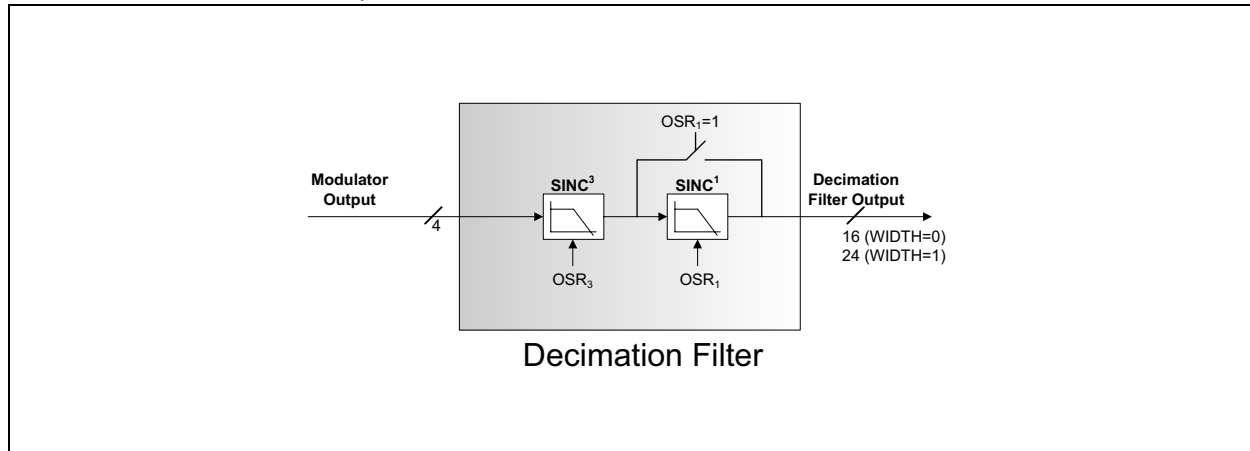 OSR₁=1
Modulator
Output
4
SINC³
SINC¹
OSR₃
OSR₁
Decimation
Filter Output
16 (WIDTH=0)
24 (WIDTH=1)
Decimation Filter